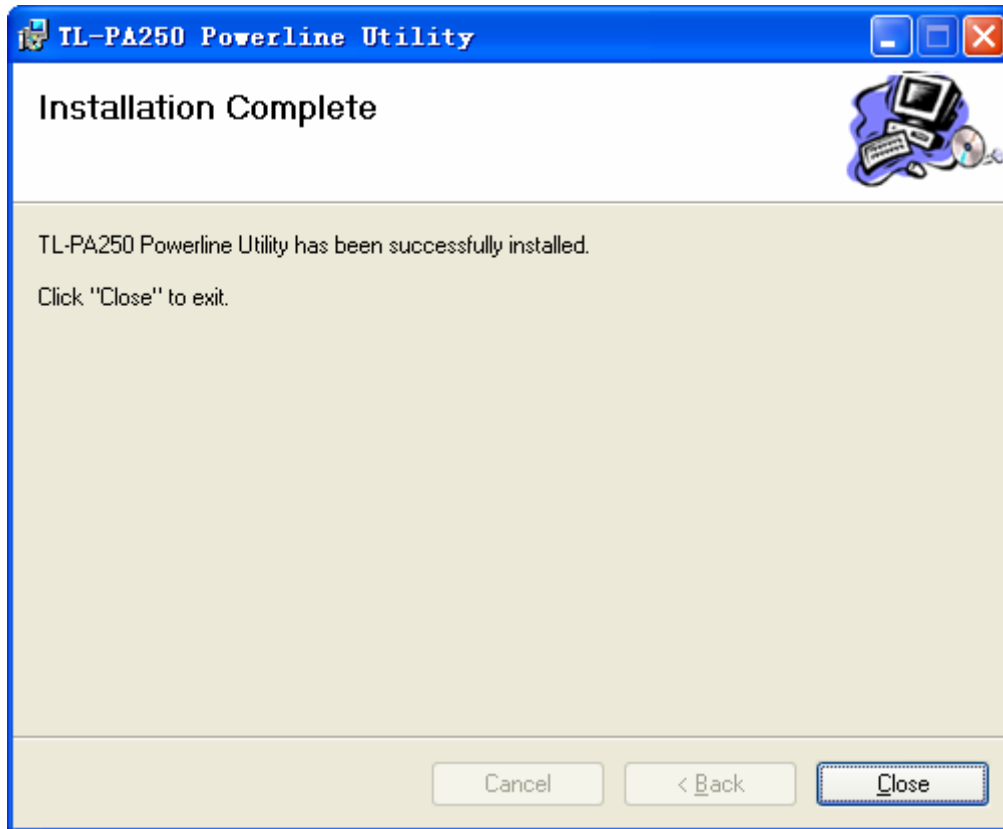 TL-PA250 Powerline Utility
Installation Complete
TL-PA250 Powerline Utility has been successfully installed.
Click "Close" to exit.
Cancel
< Back
Close